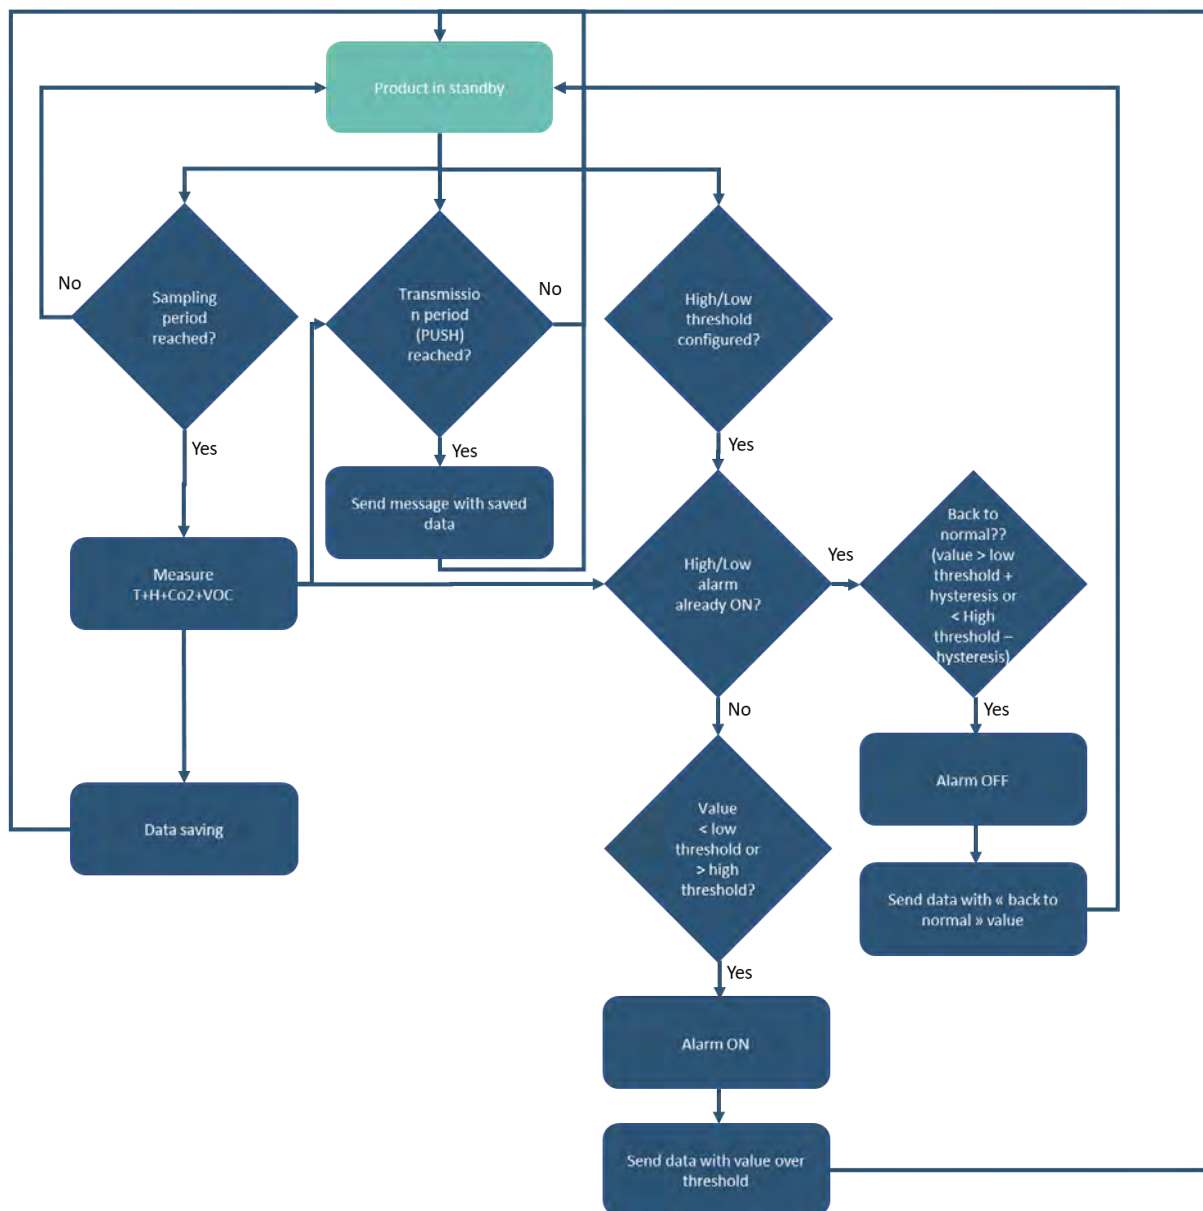 Product in standby
No
Sampling
period
reached?
Transmissio
n period
(PUSH)
reached?
No
High/Low
threshold
configured?
Yes
Yes
Yes
Send message with saved
data
Measure
T+H+Co2+VOC
High/Low
alarm
already ON?
Yes
Back to
normal??
(value > low
threshold +
hysteresis or
< High
threshold –
hysteresis)
No
Yes
Alarm OFF
Data saving
Value
< low
threshold or
> high
threshold?
Send data with « back to
normal » value
Yes
Alarm ON
Send data with value over
threshold